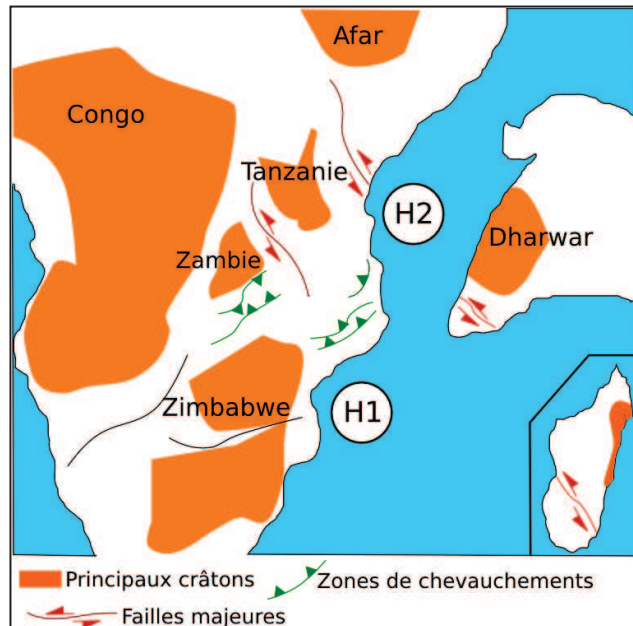 Afar
Congo
Tanzanie
H2
Dharwar
Zambie
Zimbabwe
H1
Principaux crâtons
Zones de chevauchements
Failles majeures